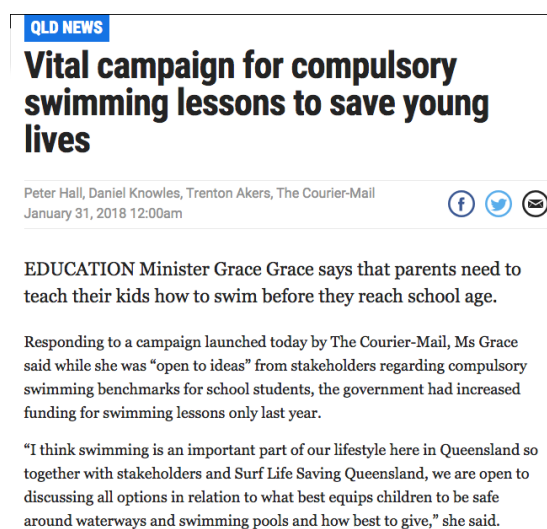 QLD NEWS
Vital campaign for compulsory
swimming lessons to save young
lives
Peter Hall, Daniel Knowles, Trenton Akers, The Courier-Mail
January 31, 2018 12:00am
EDUCATION Minister Grace Grace says that parents need to
teach their kids how to swim before they reach school age.
Responding to a campaign launched today by The Courier-Mail, Ms Grace
said while she was “open to ideas” from stakeholders regarding compulsory
swimming benchmarks for school students, the government had increased
funding for swimming lessons only last year.
“I think swimming is an important part of our lifestyle here in Queensland so
together with stakeholders and Surf Life Saving Queensland, we are open to
discussing all options in relation to what best equips children to be safe
around waterways and swimming pools and how best to give,” she said.